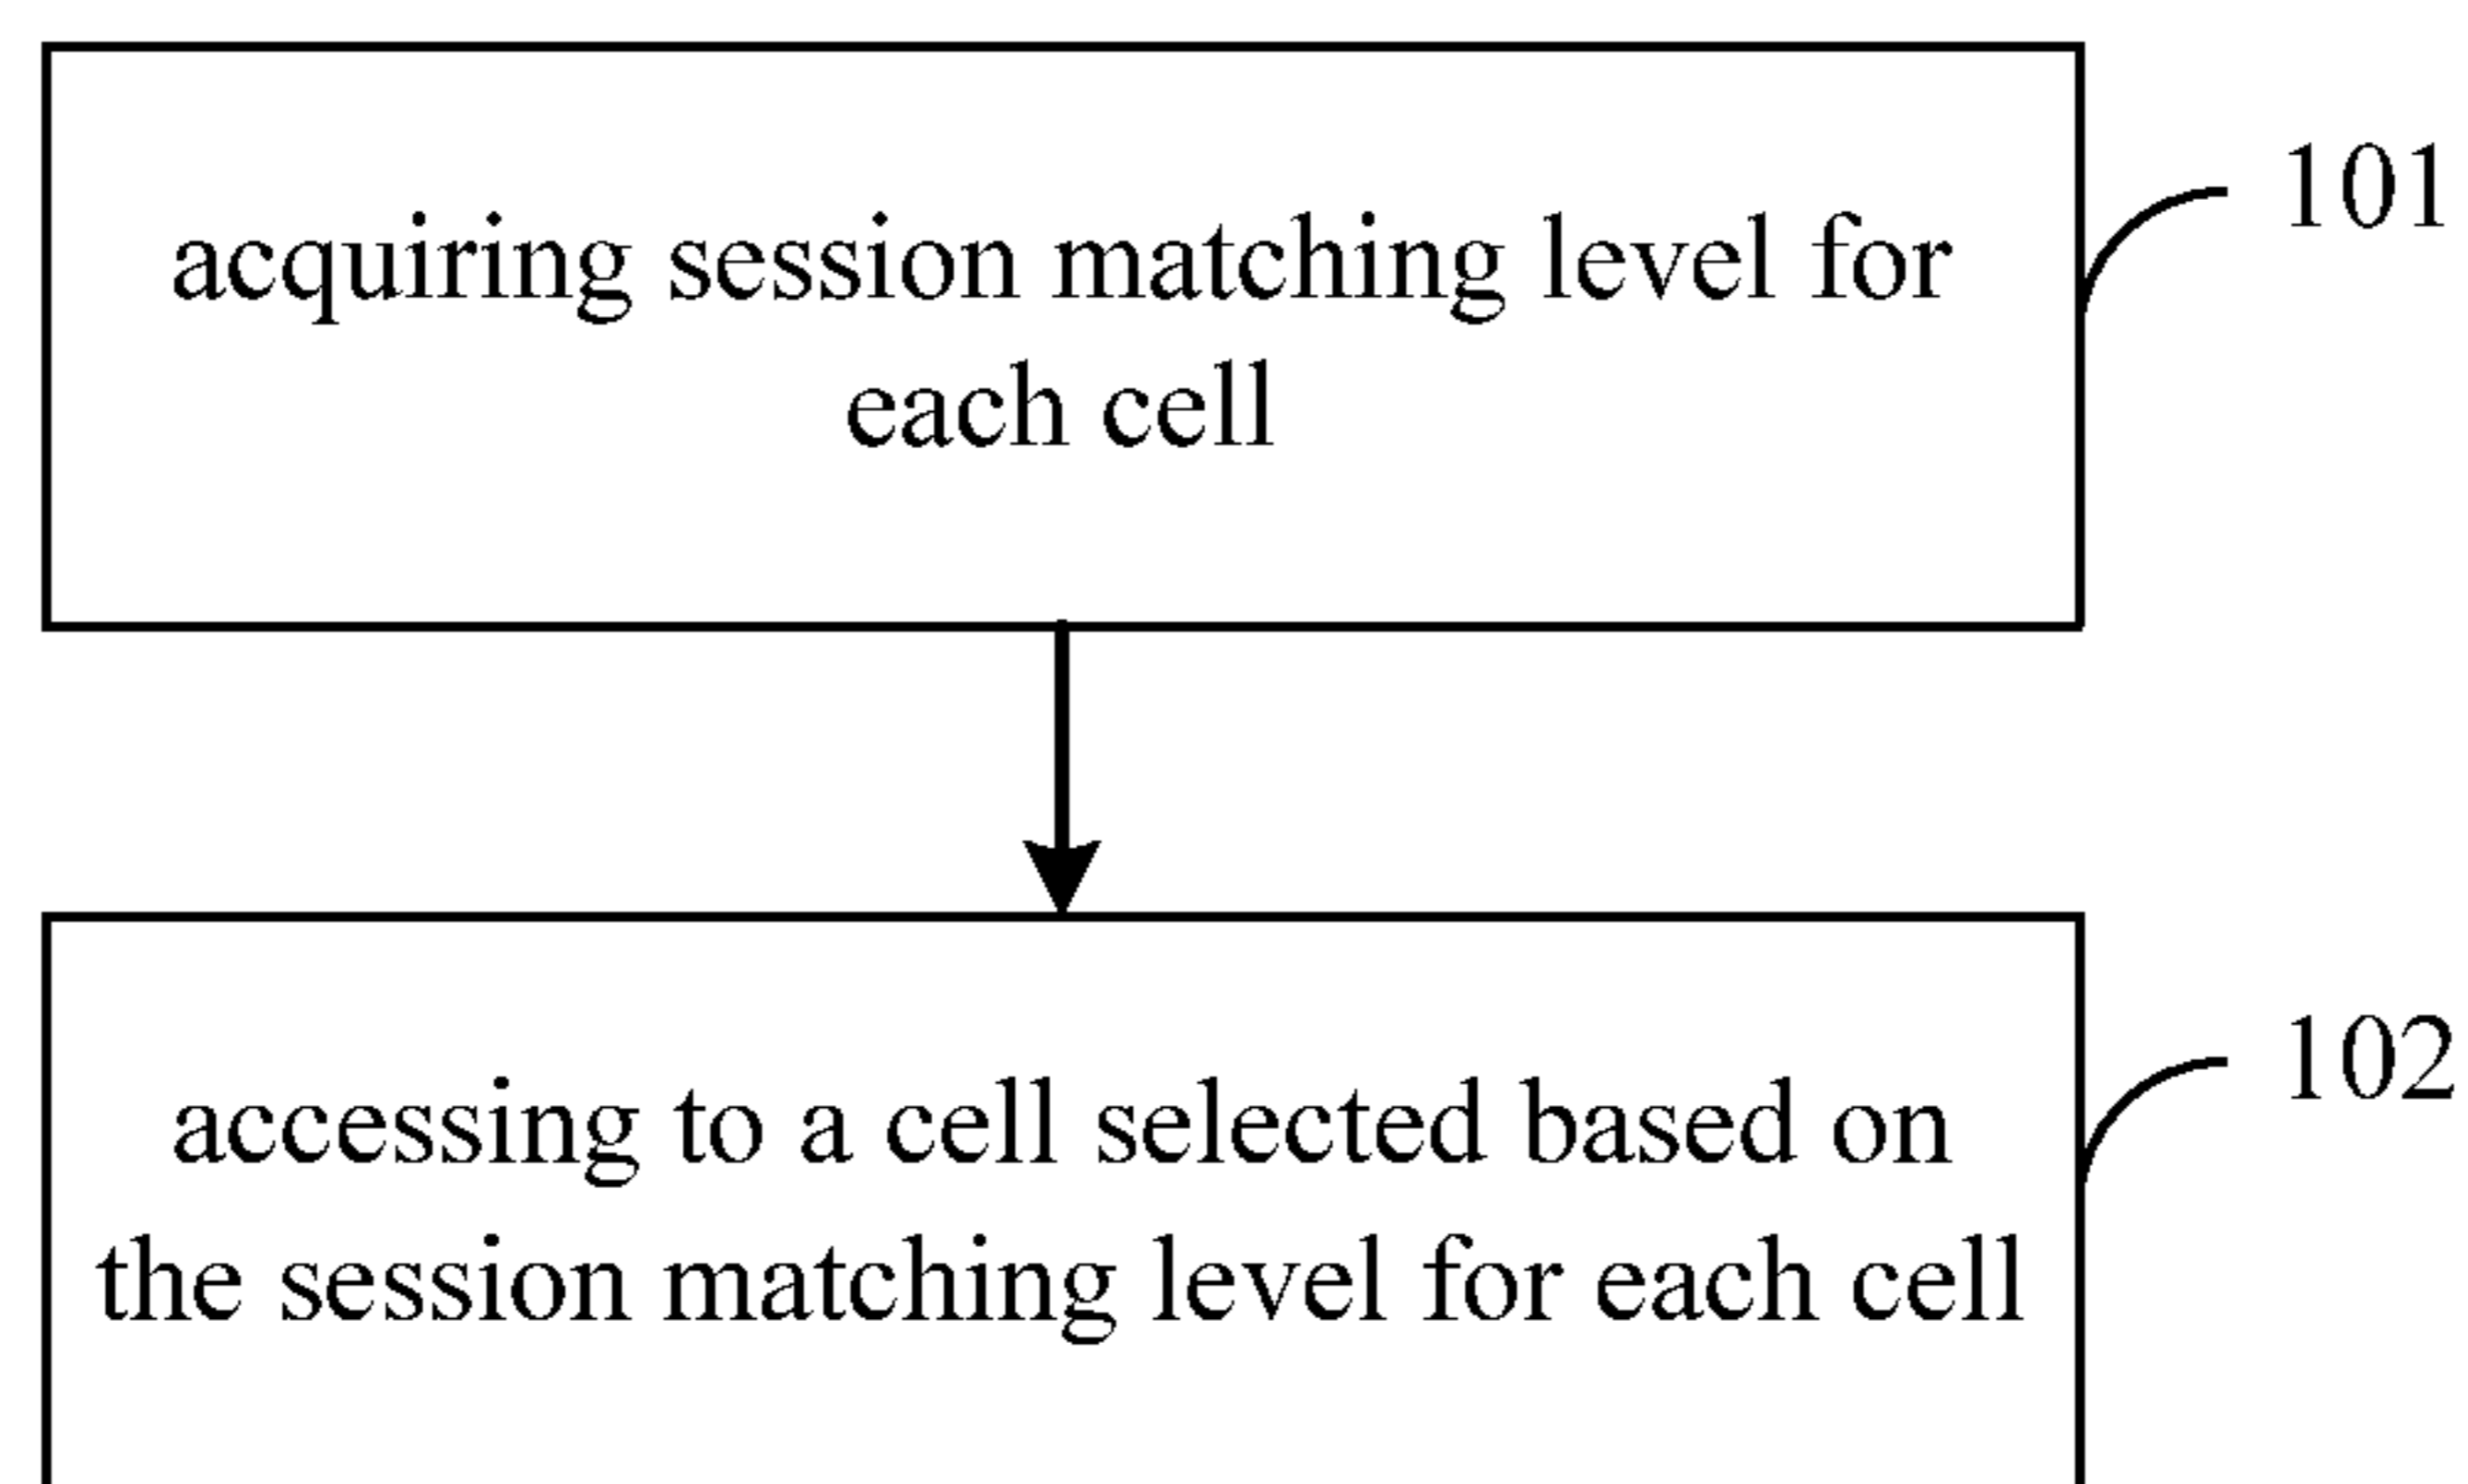 acquiring session matching level for
each cell
101
accessing to a cell selected based on
the session matching level for each cell
102